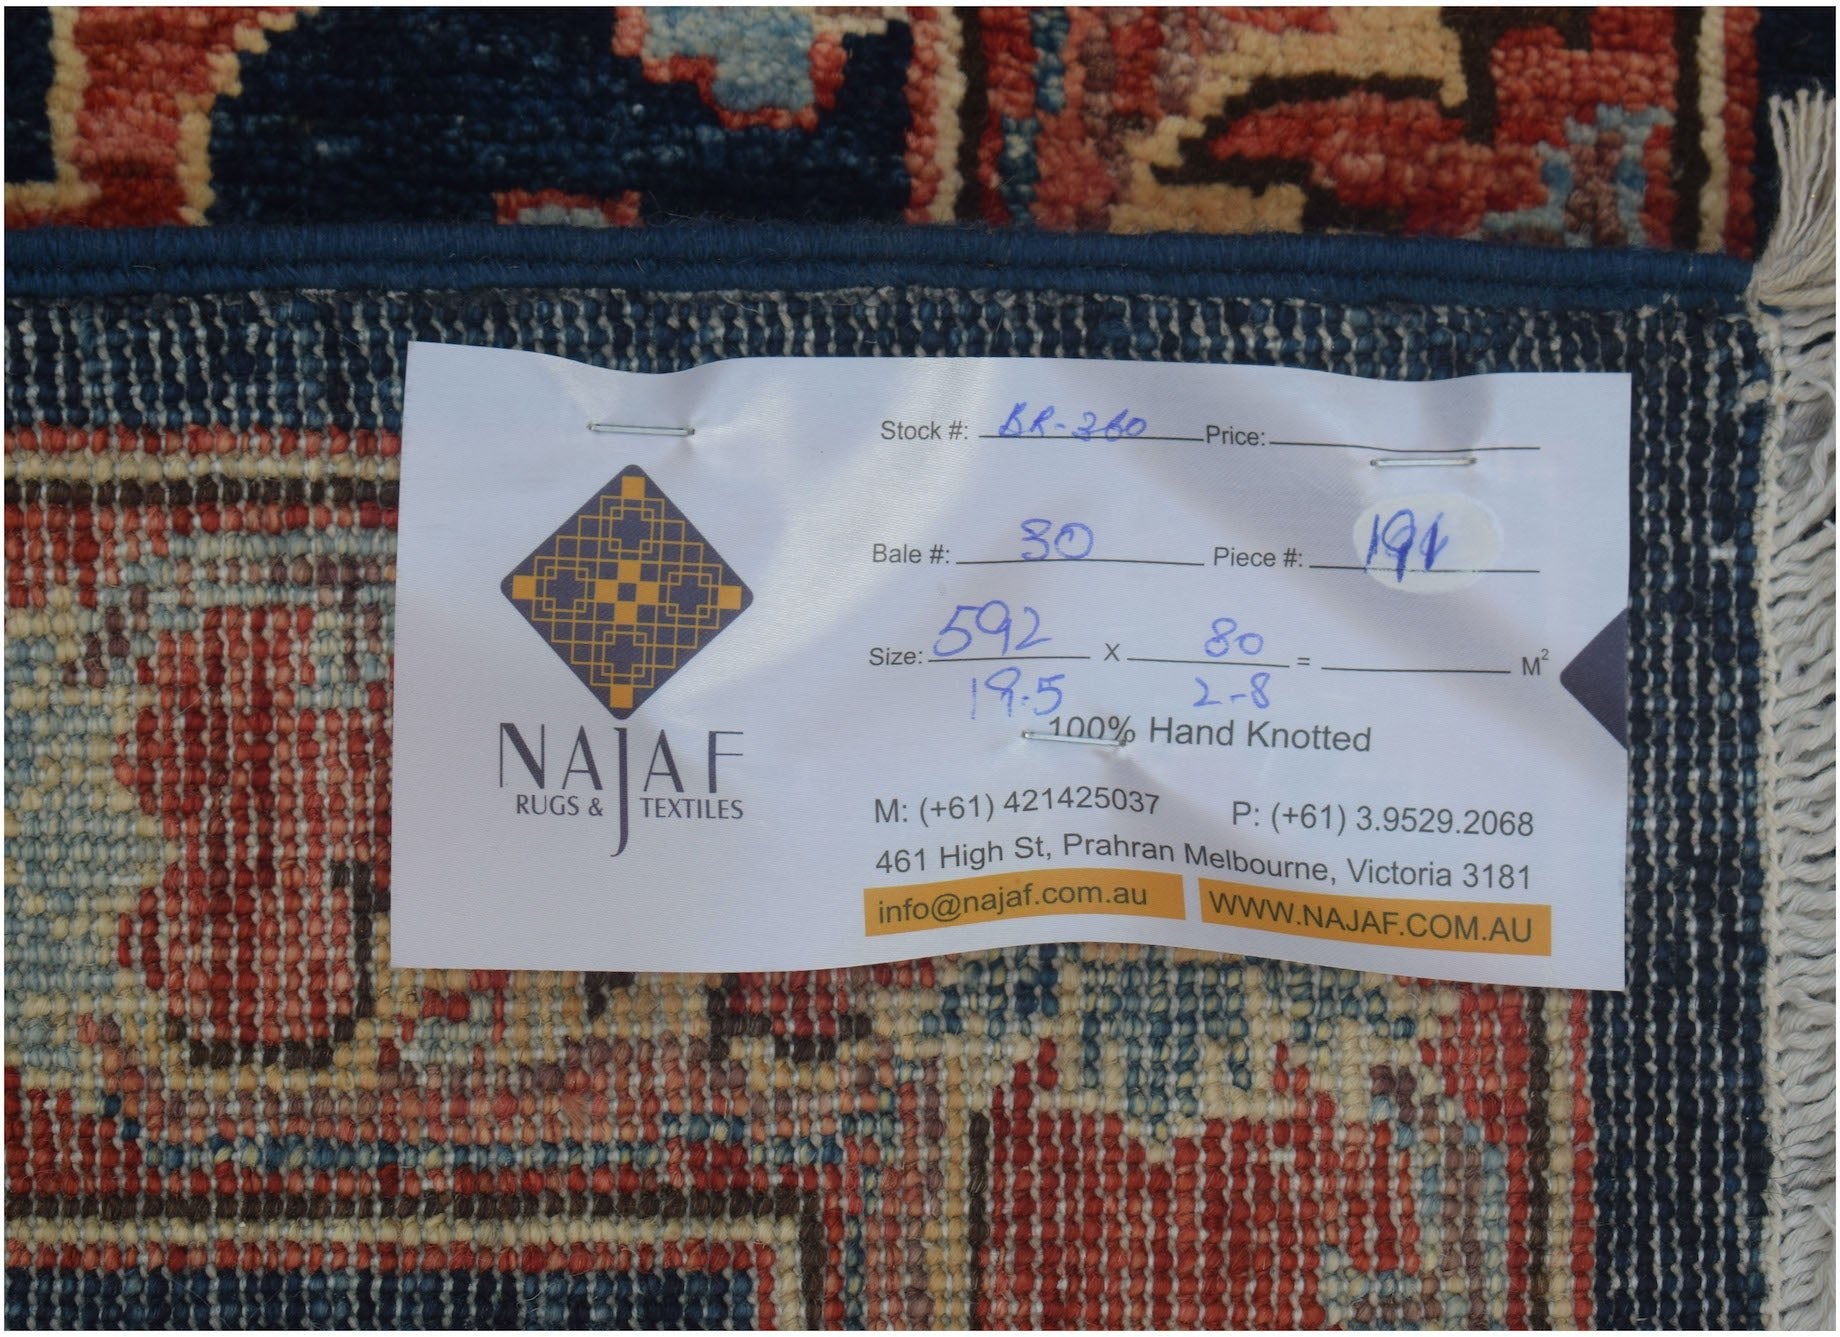 Stock #: BR-360 Price:
Bale #: 30 Piece #: 191
Size: 592 X 80 = M²
19.5 2-8
100% Hand Knotted
NAJAF
RUGS & TEXTILES
M: (+61) 421425037 P: (+61) 3.9529.2068
461 High St, Prahran Melbourne, Victoria 3181
info@najaf.com.au WWW.NAJAF.COM.AU